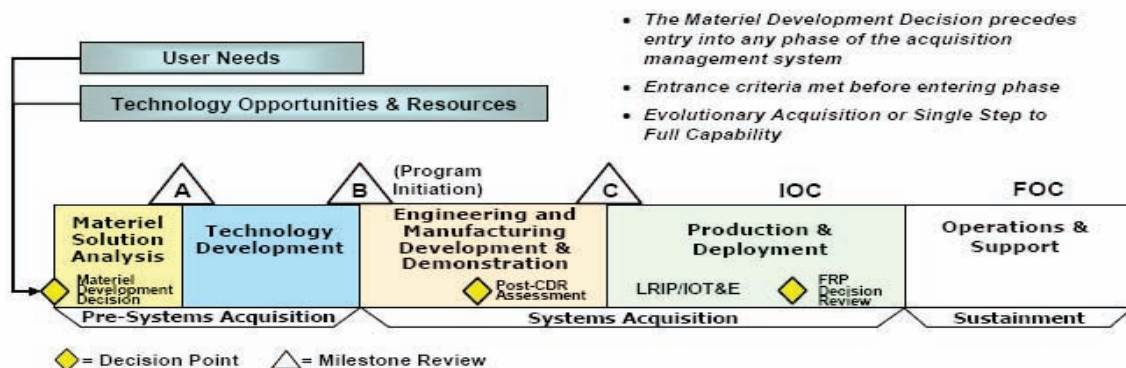 User Needs
Technology Opportunities & Resources
• The Materiel Development Decision precedes
entry into any phase of the acquisition
management system
• Entrance criteria met before entering phase
• Evolutionary Acquisition or Single Step to
Full Capability
A
B
(Program
Initiation)
C
IOC
FOC
Materiel
Solution
Analysis
Materiel
Development
Decision
Technology
Development
Engineering and
Manufacturing
Development &
Demonstration
Post-CDR
Assessment
Production &
Deployment
LRIP/IOT&E
FRP
Decision
Review
Operations &
Support
Pre-Systems Acquisition
Systems Acquisition
Sustainment
= Decision Point
= Milestone Review